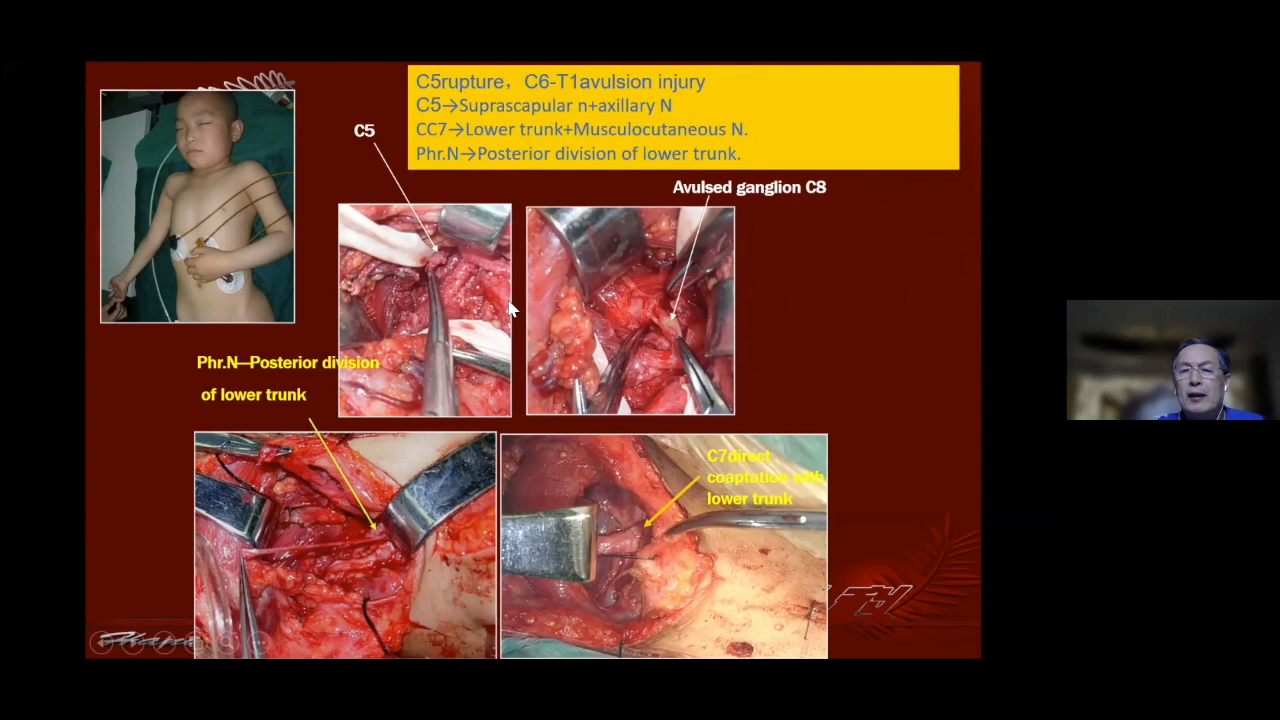 C5rupture，C6-T1avulsion injury
C5→Suprascapular n+axillary N
CC7→Lower trunk+Musculocutaneous N.
Phr.N→Posterior division of lower trunk.
C5
Avulsed ganglion C8
Phr.N—Posterior division
of lower trunk
C7direct
coaptation with
lower trunk